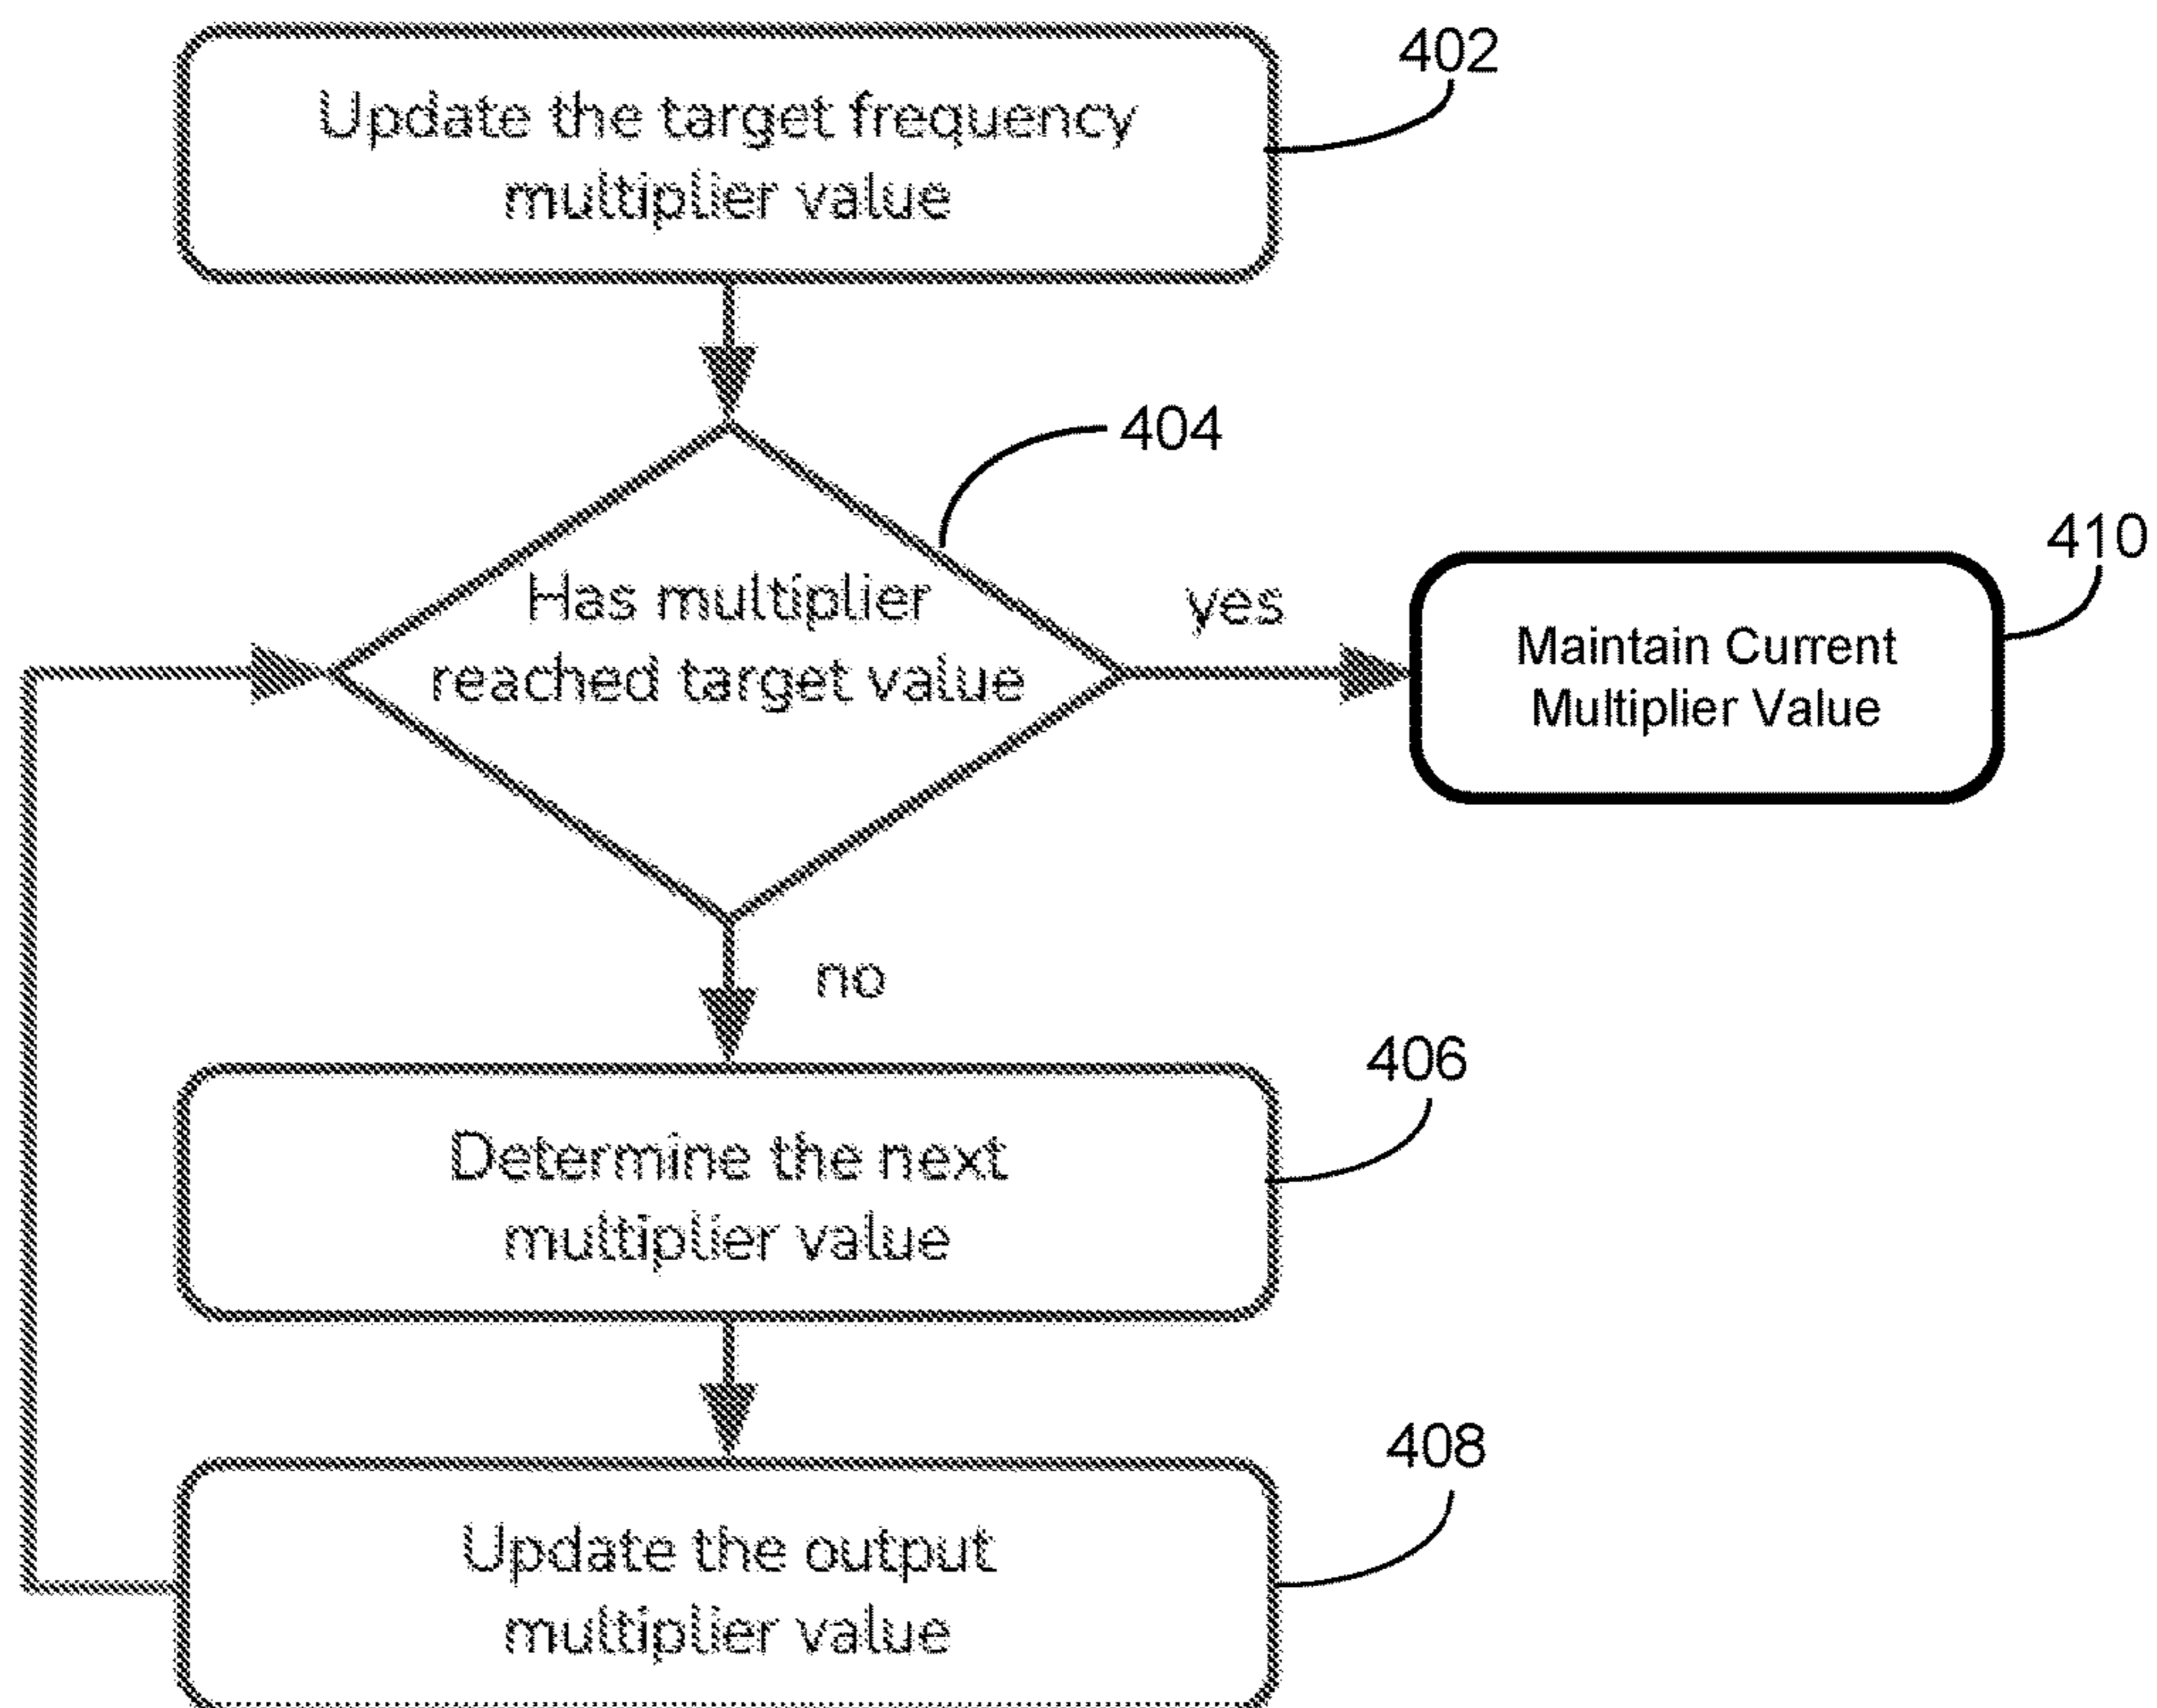 Update the target frequency
multiplier value
402
404
Has multiplier
reached target value
yes
410
Maintain Current
Multiplier Value
no
406
Determine the next
multiplier value
408
Update the output
multiplier value